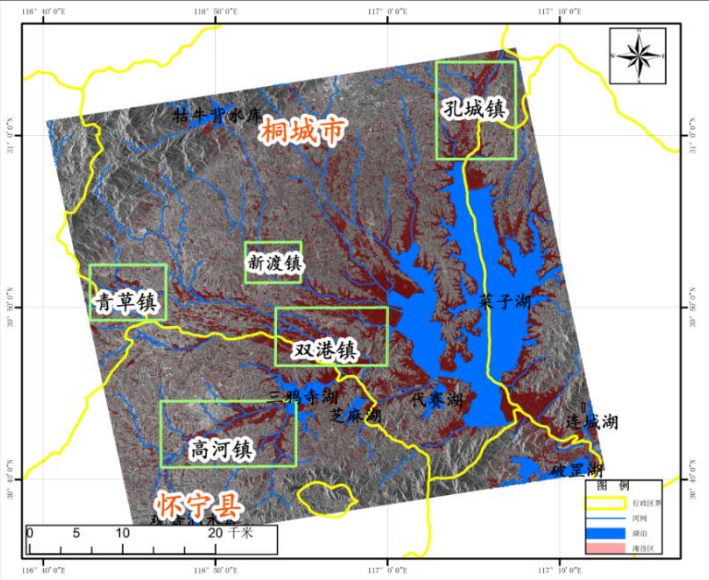 116° 40′ 0″E
116° 50′ 0″E
117° 0′ 0″E
117° 10′ 0″E
N
W
E
S
孔城镇
牯牛背水库
桐城市
31° 0′ 0″N
31° 0′ 0″N
新渡镇
青草镇
菜子湖
30° 50′ 0″N
30° 50′ 0″N
双港镇
三鸦寺湖
代赛湖
芝麻湖
连城湖
高河镇
破罡湖
30° 40′ 0″N
30° 40′ 0″N
图 例
怀宁县
行政区界
河网
湖泊
淹没区
0 5 10 20 千米
116° 40′ 0″E
116° 50′ 0″E
117° 0′ 0″E
117° 10′ 0″E